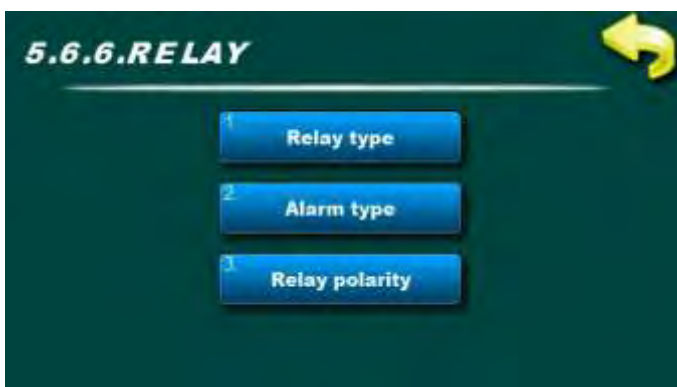 5.6.6.RELAY
1.
Relay type
2.
Alarm type
3.
Relay polarity